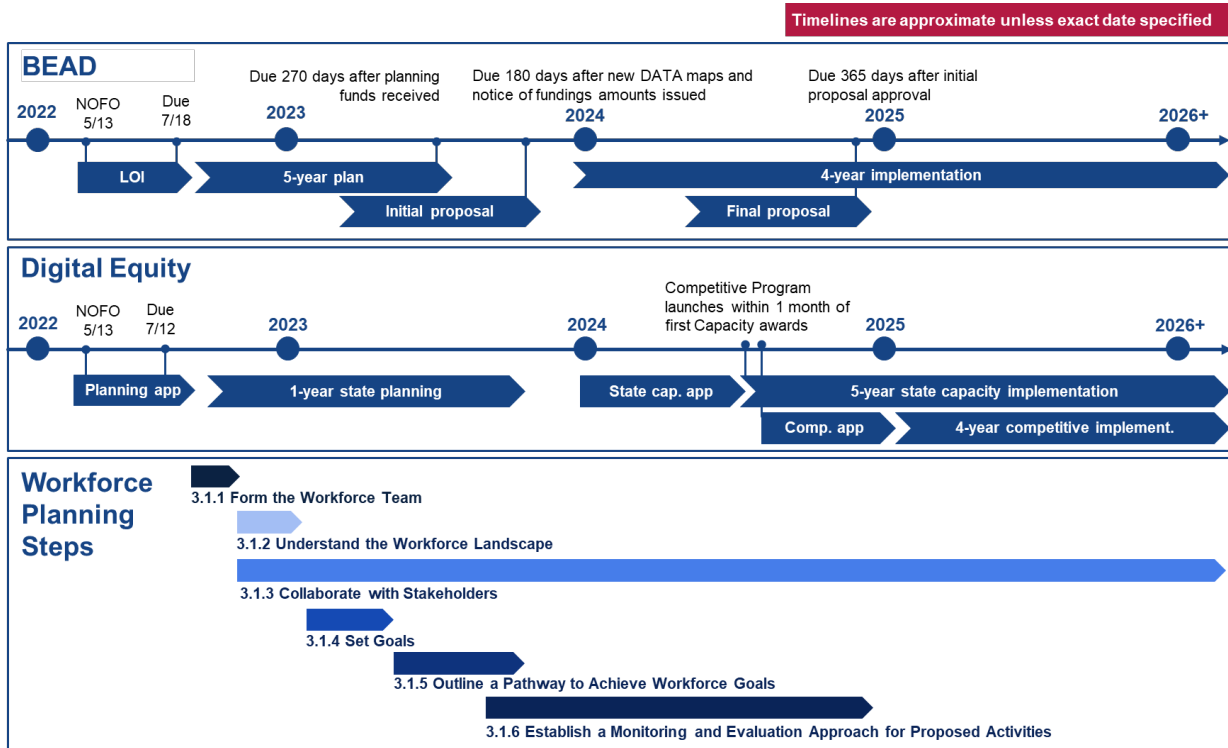 Timelines are approximate unless exact date specified
BEAD
2022
NOFO
5/13
Due
7/18
Due 270 days after planning
funds received
2023
Due 180 days after new DATA maps and
notice of fundings amounts issued
2024
Due 365 days after initial
proposal approval
2025
2026+
LOI
5-year plan
4-year implementation
Initial proposal
Final proposal
Digital Equity
2022
NOFO
5/13
Due
7/12
2023
2024
Competitive Program
launches within 1 month of
first Capacity awards
2025
2026+
Planning app
1-year state planning
State cap. app
5-year state capacity implementation
Comp. app
4-year competitive implement.
Workforce
Planning
Steps
3.1.1 Form the Workforce Team
3.1.2 Understand the Workforce Landscape
3.1.3 Collaborate with Stakeholders
3.1.4 Set Goals
3.1.5 Outline a Pathway to Achieve Workforce Goals
3.1.6 Establish a Monitoring and Evaluation Approach for Proposed Activities